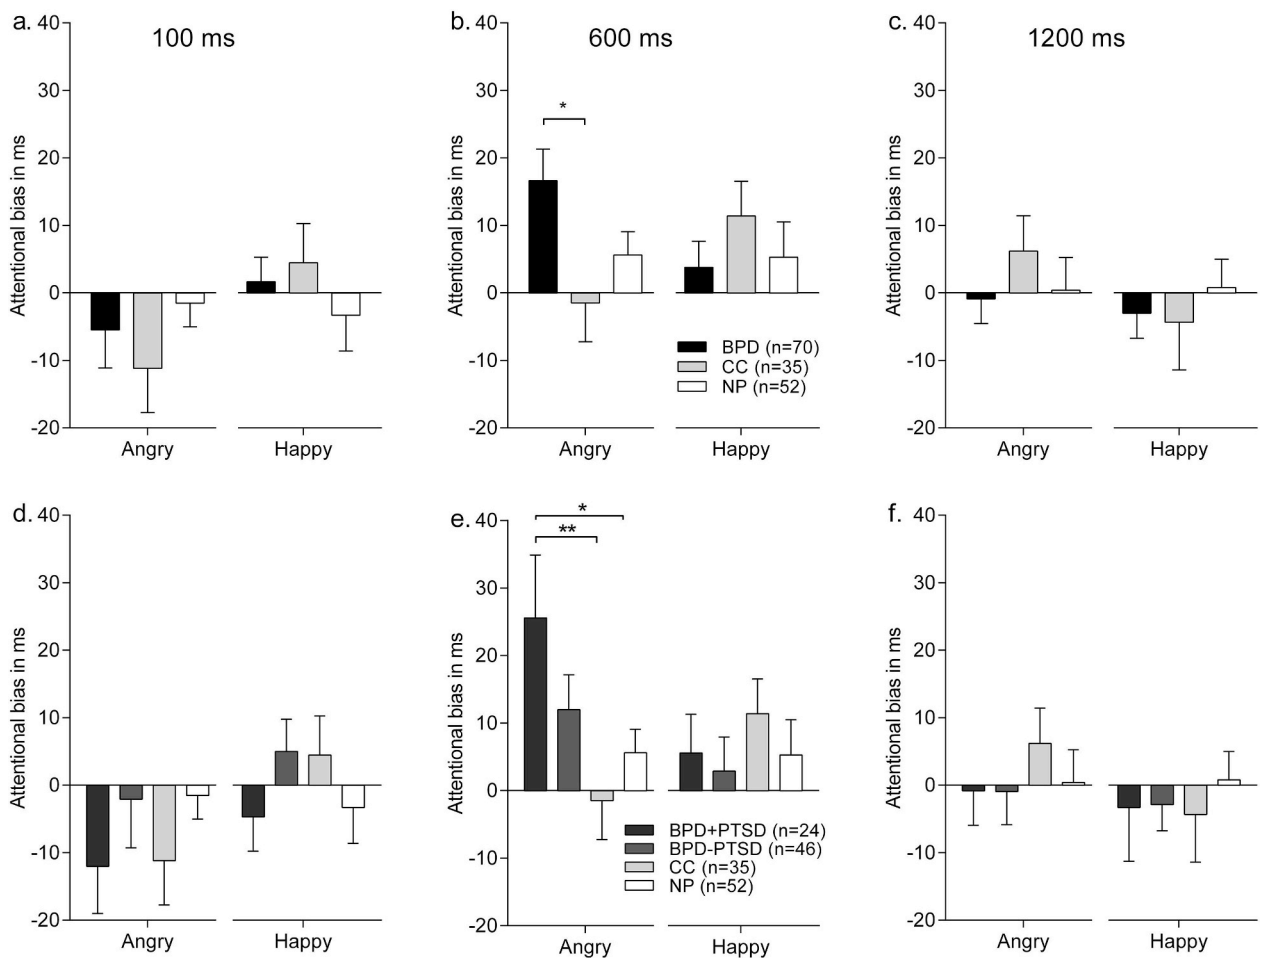 a.
100 ms
Attentional bias in ms
40
30
20
10
0
-10
-20
Angry
Happy
b.
600 ms
Attentional bias in ms
40
30
20
10
0
-10
-20
*
BPD (n=70)
CC (n=35)
NP (n=52)
Angry
Happy
c.
1200 ms
Attentional bias in ms
40
30
20
10
0
-10
-20
Angry
Happy
d.
Attentional bias in ms
40
30
20
10
0
-10
-20
Angry
Happy
e.
Attentional bias in ms
40
30
20
10
0
-10
-20
*
**
BPD+PTSD (n=24)
BPD-PTSD (n=46)
CC (n=35)
NP (n=52)
Angry
Happy
f.
Attentional bias in ms
40
30
20
10
0
-10
-20
Angry
Happy